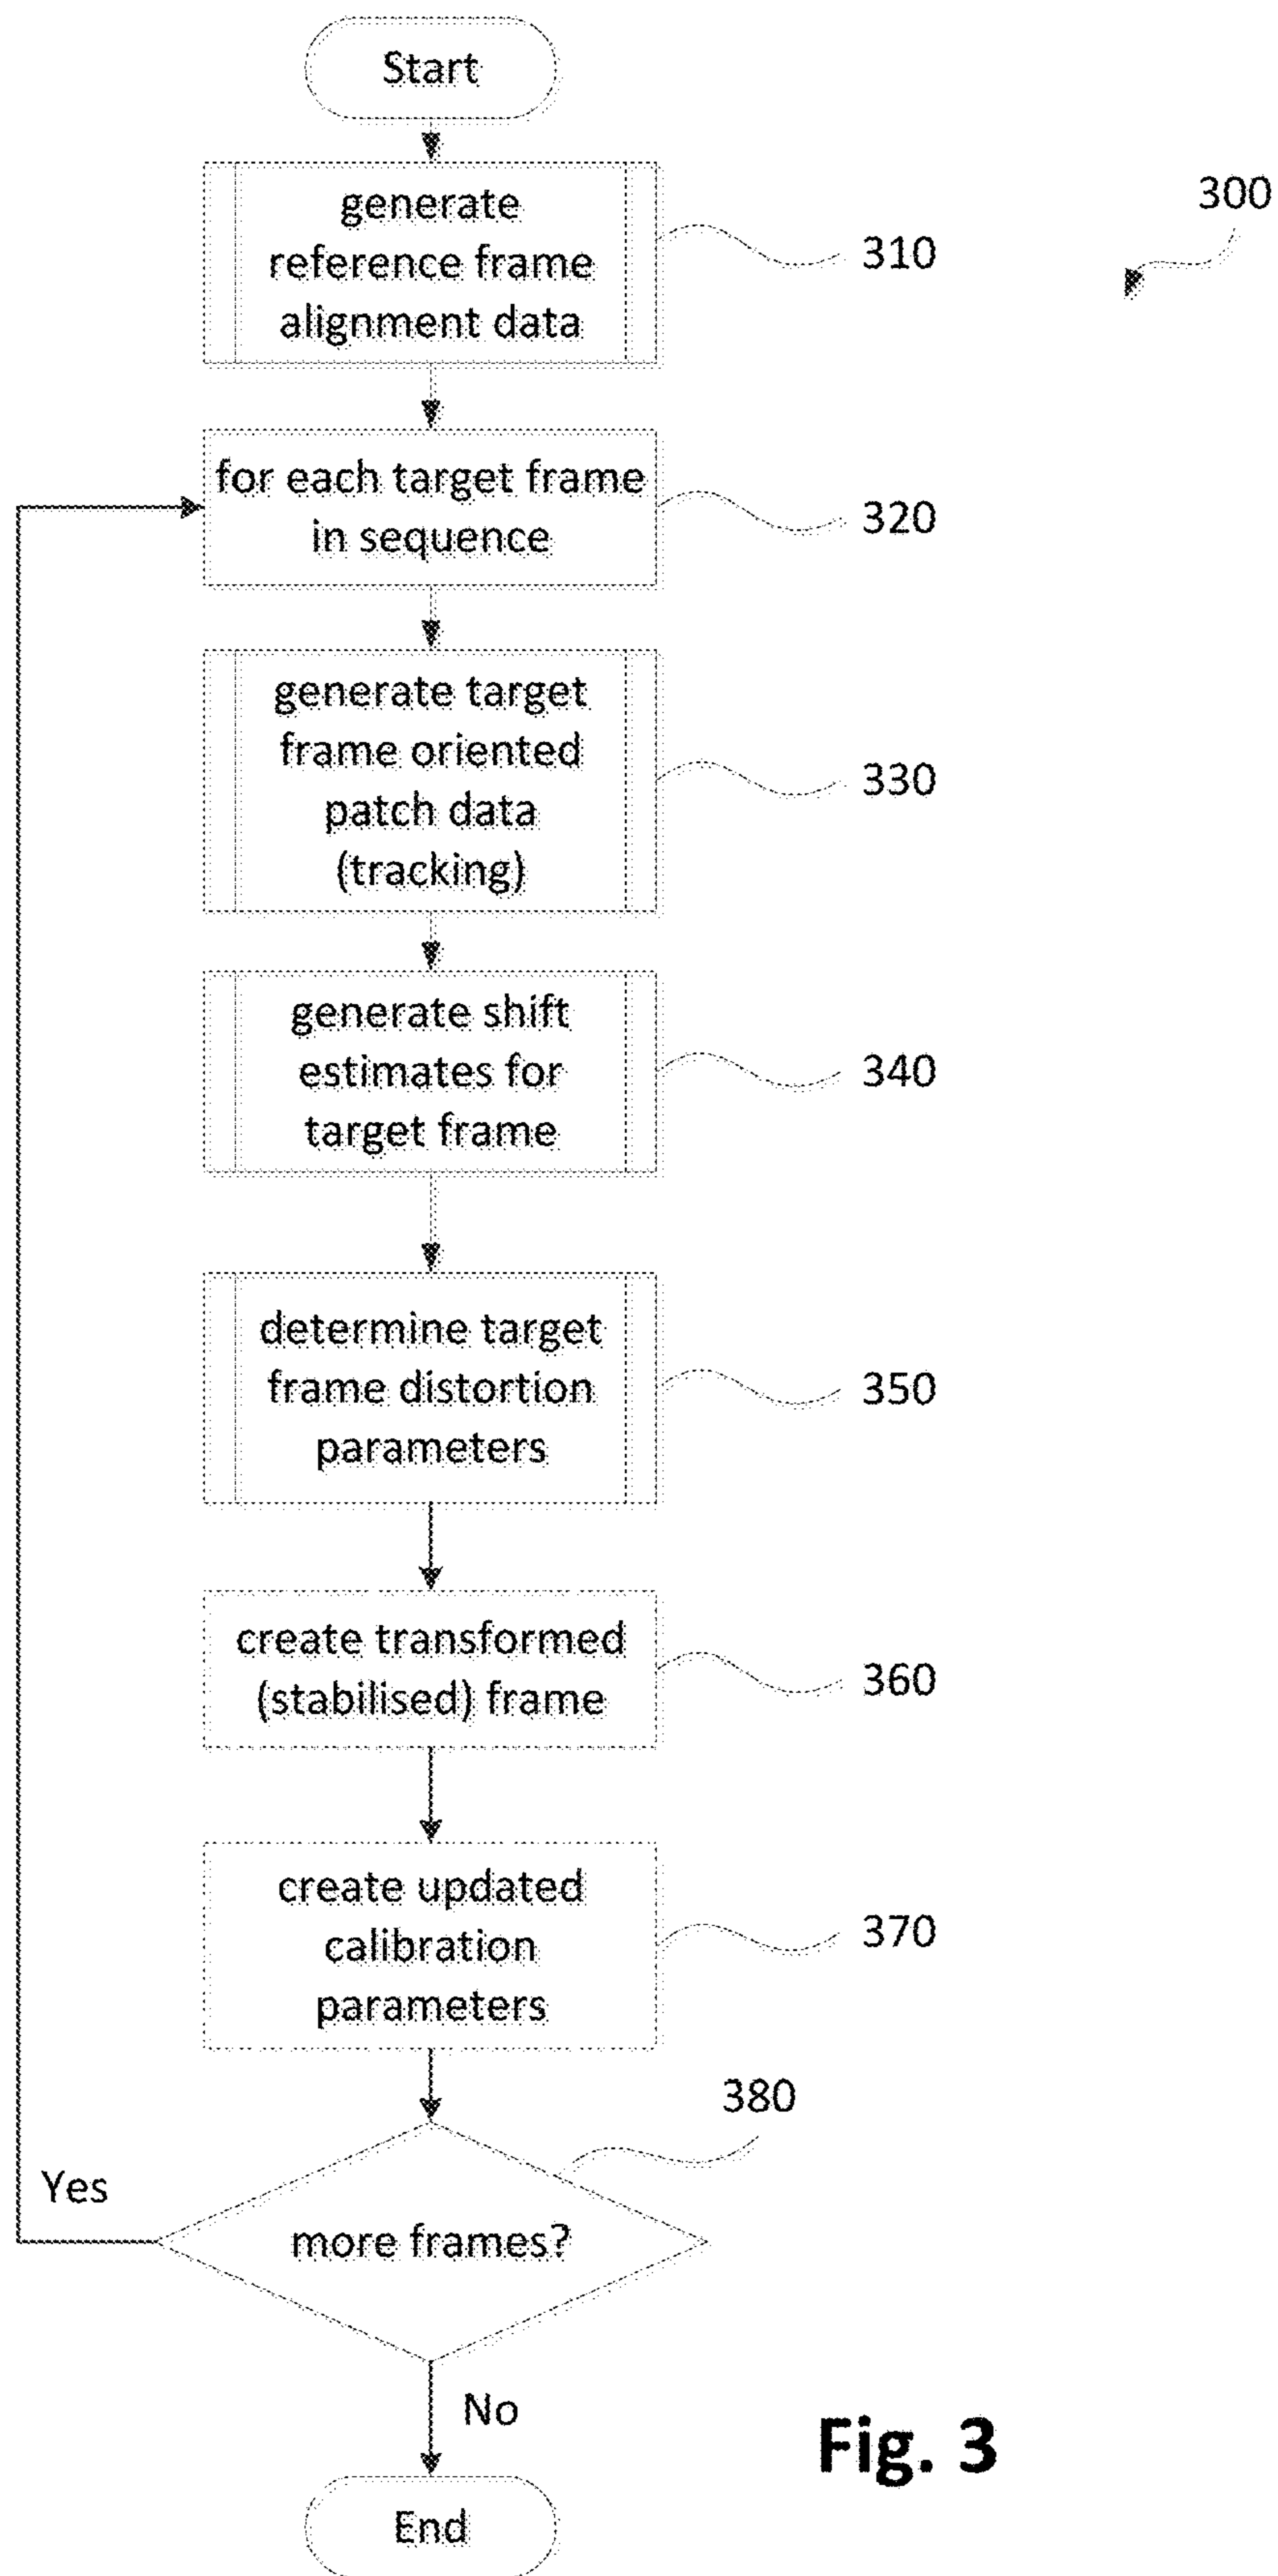 Start
generate
reference frame
alignment data
310
300
for each target frame
in sequence
320
generate target
frame oriented
patch data
(tracking)
330
generate shift
estimates for
target frame
340
determine target
frame distortion
parameters
350
create transformed
(stabilised) frame
360
create updated
calibration
parameters
370
380
Yes
more frames?
No
Fig. 3
End